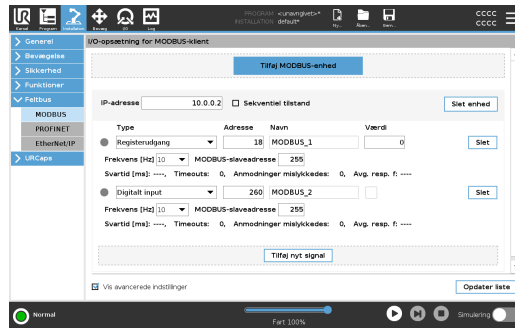 UR
PROGRAM <unavngivet>*
INSTALLATION default*
Kørsel Program Installation Bevæg I/O Log Ny... Åbn... Gem...
CCCC
CCCC
Generel
Bevægelse
Sikkerhed
Funktioner
Feltbus
MODBUS
PROFINET
EtherNet/IP
URCaps
I/O-opsætning for MODBUS-klient
Tilføj MODBUS-enhed
IP-adresse 10.0.0.2 Sekventiel tilstand Slet enhed
Type Adresse Navn Værdi
Registerudgang 18 MODBUS_1 0 Slet
Frekvens [Hz] 10 MODBUS-slaveadresse 255
Svartid [ms]: ----, Timeouts: 0, Anmodninger mislykkedes: 0, Avg. resp. f: ----
Digitalt input 260 MODBUS_2 Slet
Frekvens [Hz] 10 MODBUS-slaveadresse 255
Svartid [ms]: ----, Timeouts: 0, Anmodninger mislykkedes: 0, Avg. resp. f: ----
Tilføj nyt signal
Vis avancerede indstillinger Opdater liste
Normal
Fart 100%
Simulering